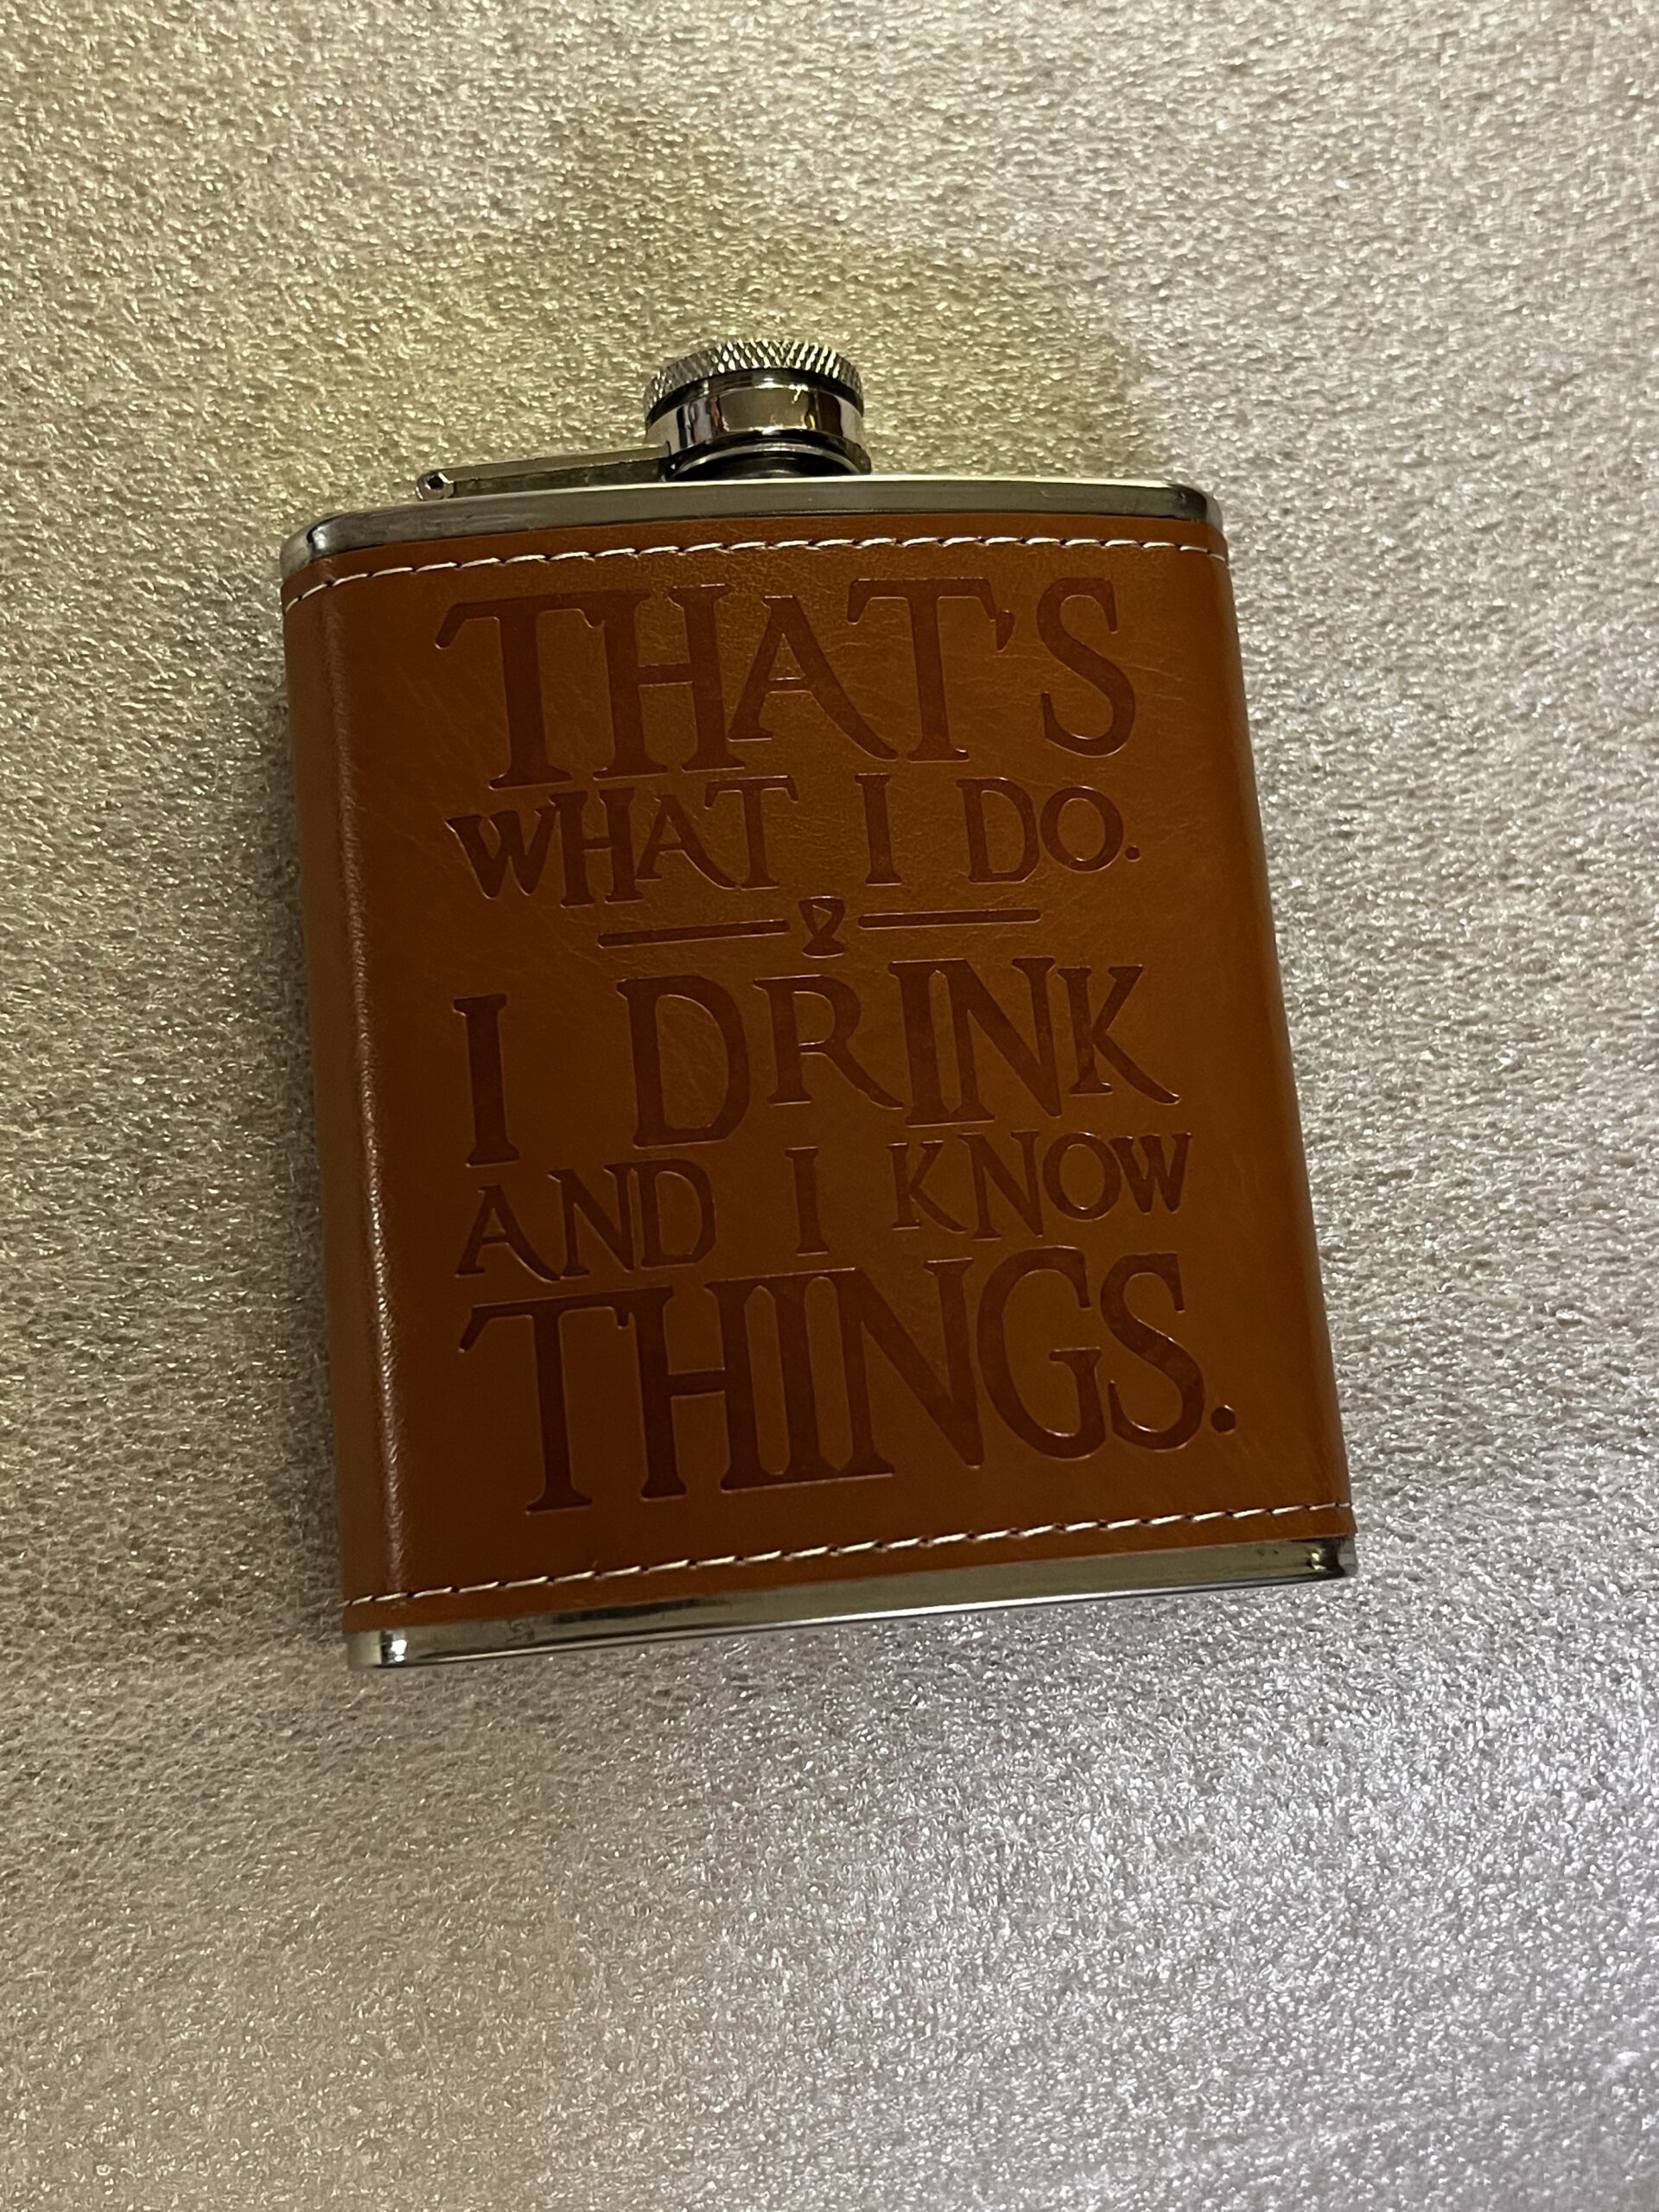 THAT'S
WHAT I DO.
I DRINK
AND I KNOW
THINGS.